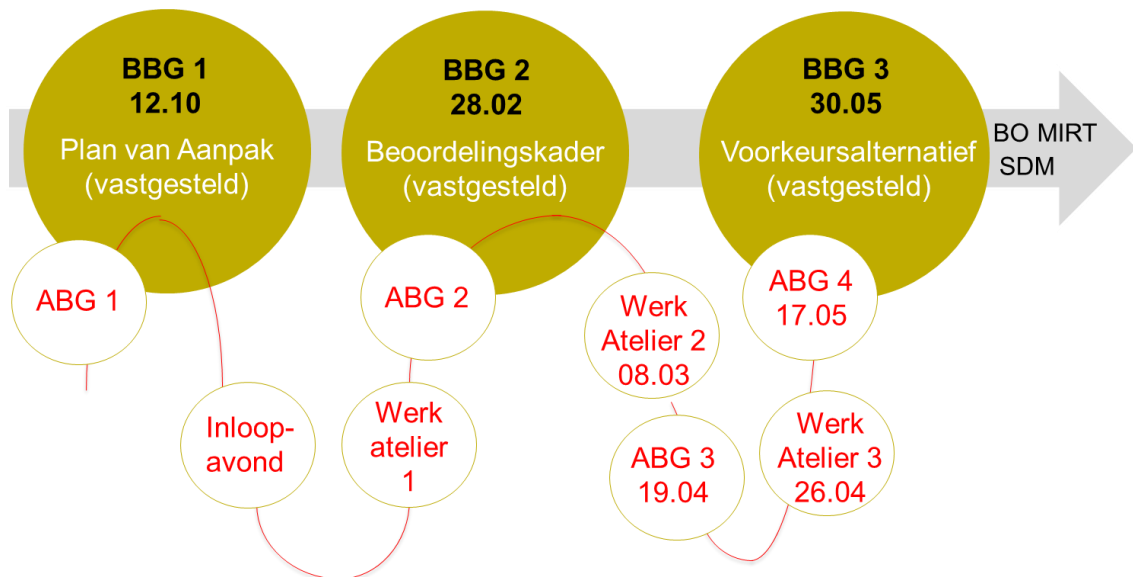 BBG 1
12.10
Plan van Aanpak
(vastgesteld)
BBG 2
28.02
Beoordelingskader
(vastgesteld)
BBG 3
30.05
Voorkeursalternatief
(vastgesteld)
BO MIRT
SDM
ABG 1
Inloop-
avond
Werk
atelier
1
ABG 2
Werk
Atelier 2
08.03
ABG 3
19.04
Werk
Atelier 3
26.04
ABG 4
17.05